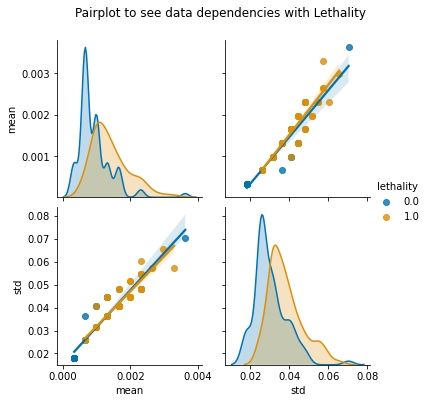 Pairplot to see data dependencies with Lethality
0.003
0.002
0.001
mean
lethality
0.0
1.0
0.08
0.07
0.06
0.05
0.04
0.03
0.02
std
0.000 0.002 0.004
mean
0.02 0.04 0.06 0.08
std